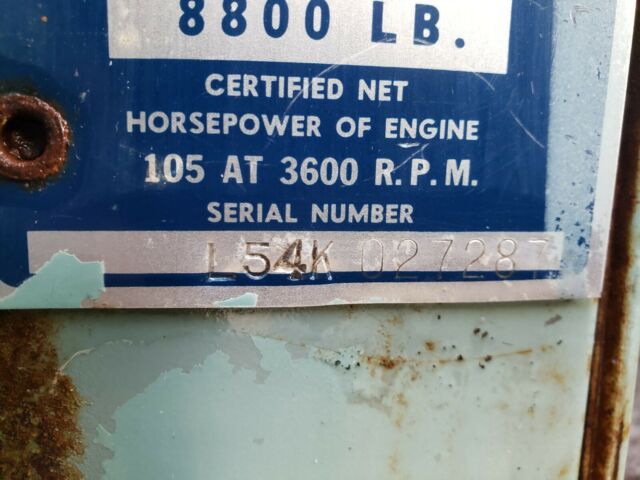 8800 LB.
CERTIFIED NET
HORSEPOWER OF ENGINE
105 AT 3600 R.P.M.
SERIAL NUMBER
L54K 027287